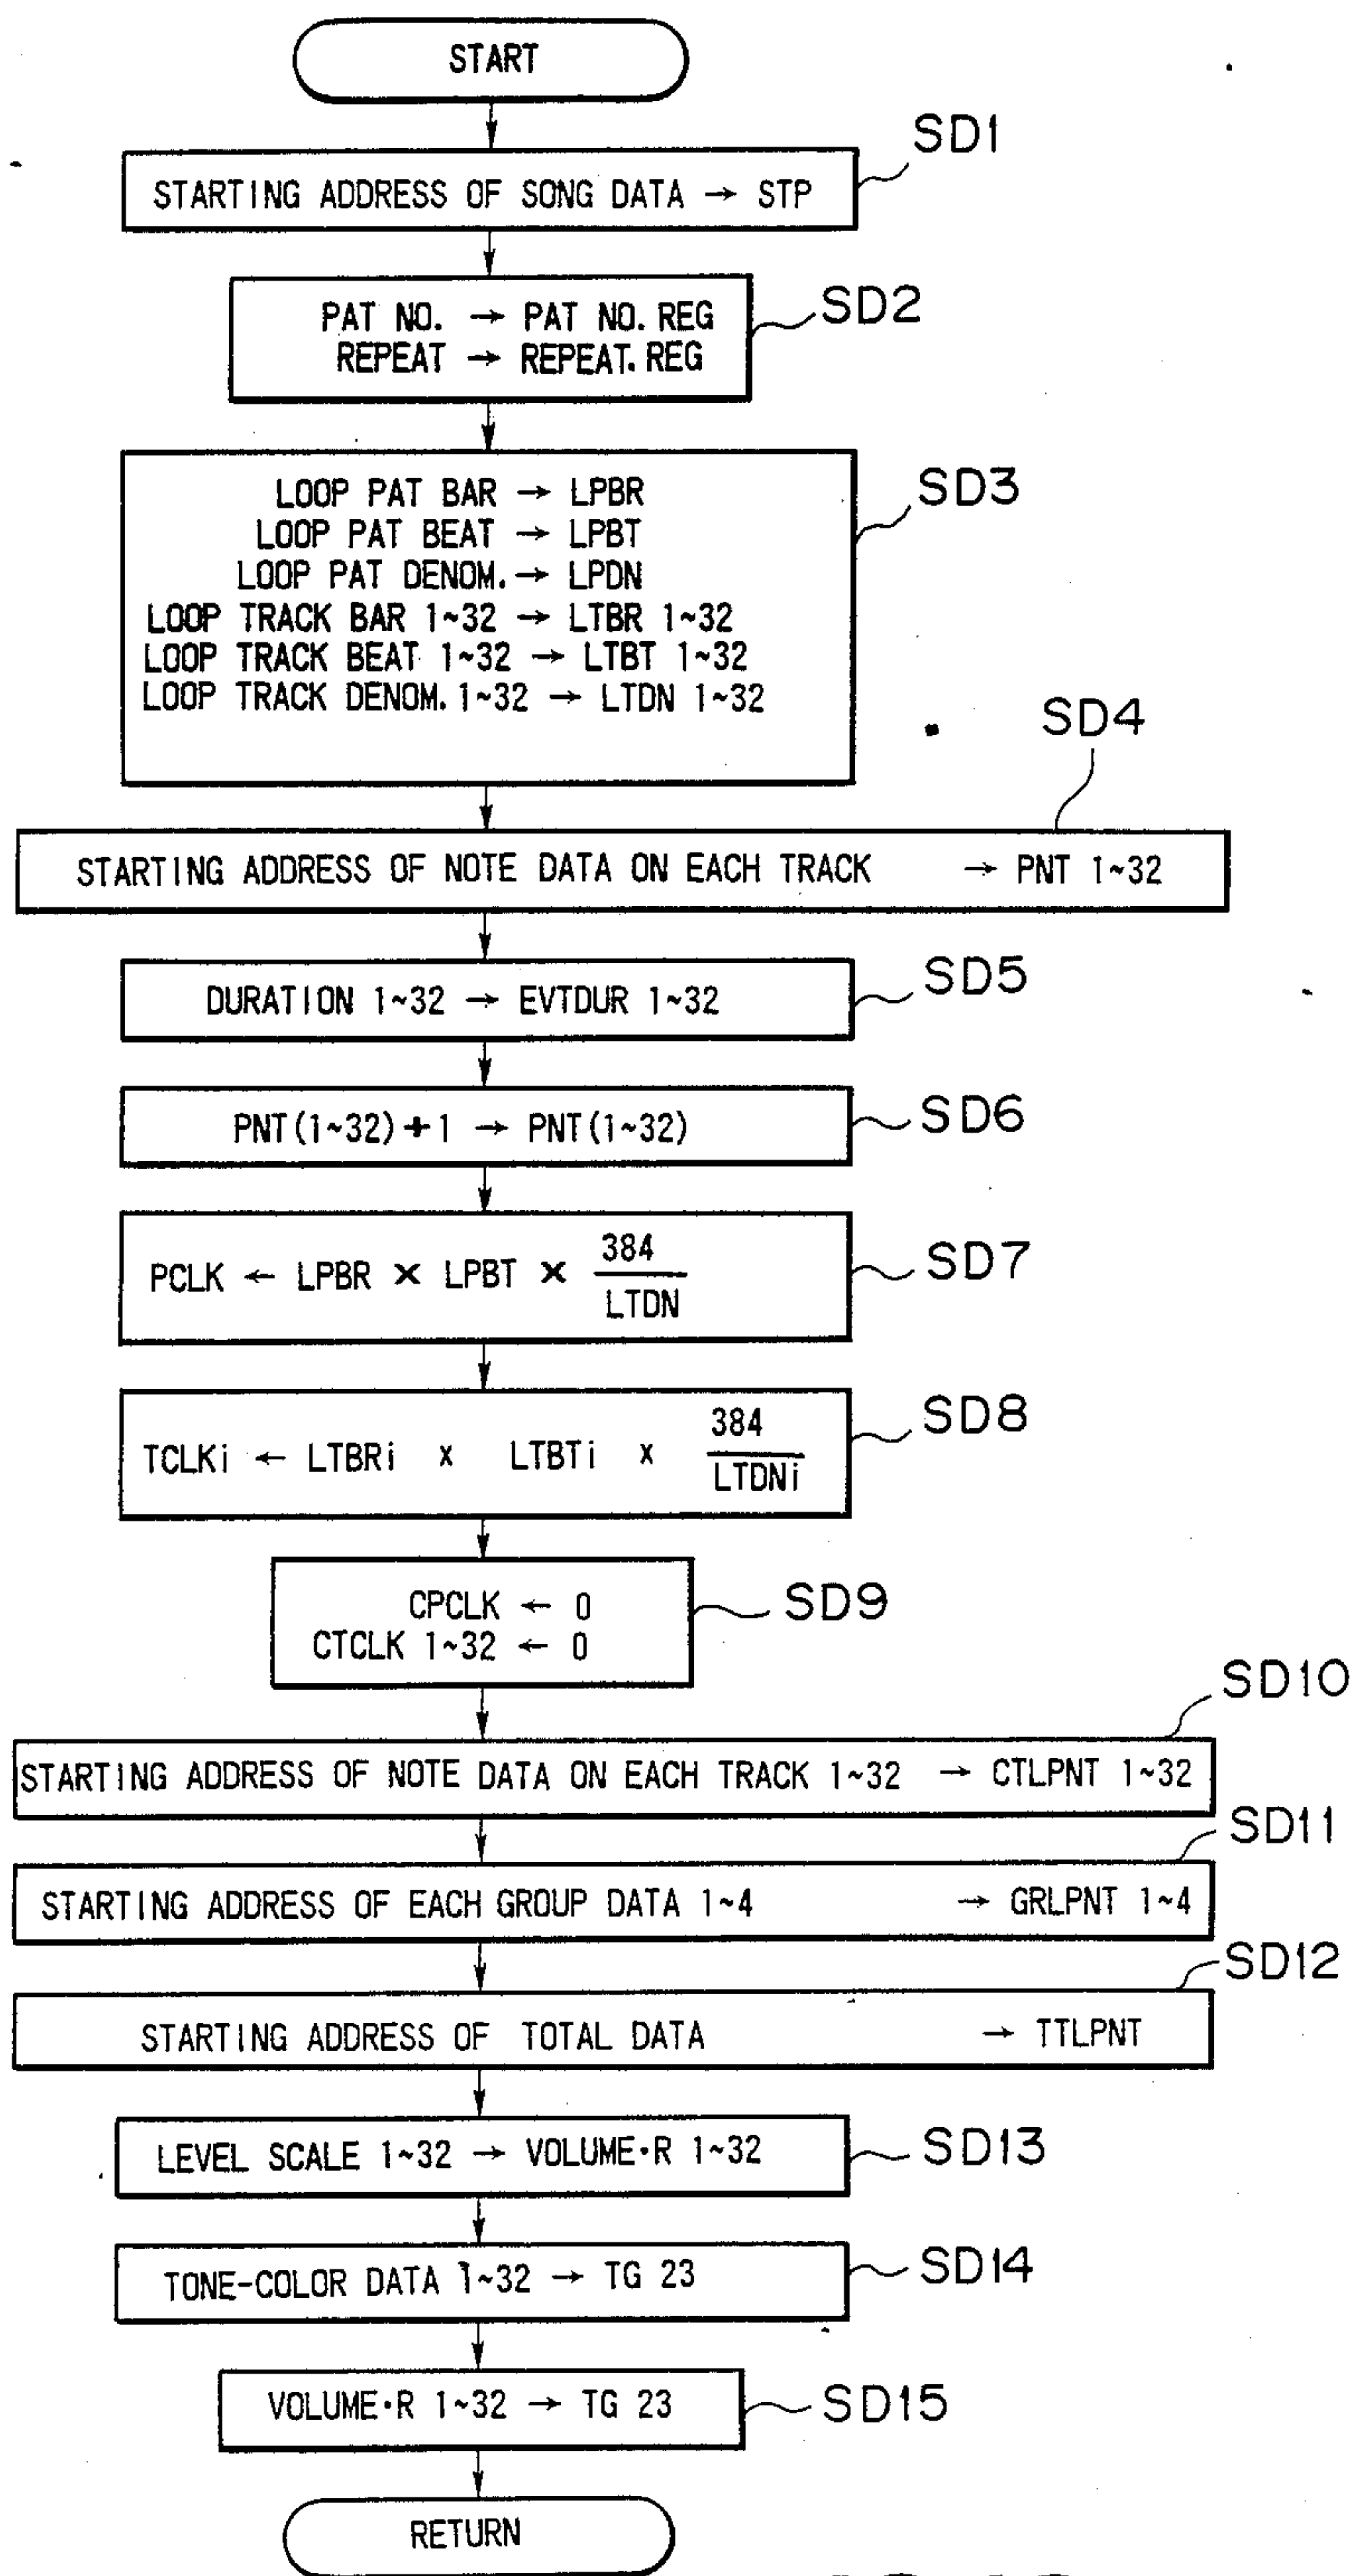 START
SD1
STARTING ADDRESS OF SONG DATA → STP
SD2
PAT NO. → PAT NO. REG
REPEAT → REPEAT. REG
SD3
LOOP PAT BAR → LPBR
LOOP PAT BEAT → LPBT
LOOP PAT DENOM. → LPDN
LOOP TRACK BAR 1~32 → LTBR 1~32
LOOP TRACK BEAT 1~32 → LTBT 1~32
LOOP TRACK DENOM. 1~32 → LTDN 1~32
SD4
STARTING ADDRESS OF NOTE DATA ON EACH TRACK → PNT 1~32
SD5
DURATION 1~32 → EVTDUR 1~32
SD6
PNT(1~32)+1 → PNT(1~32)
SD7
PCLK ← LPBR × LPBT × 384
LTDN
SD8
TCLKi ← LTBRi x LTBTi x 384
LTDNi
SD9
CPCLK ← 0
CTCLK 1~32 ← 0
SD10
STARTING ADDRESS OF NOTE DATA ON EACH TRACK 1~32 → CTLPNT 1~32
SD11
STARTING ADDRESS OF EACH GROUP DATA 1~4 → GRLPNT 1~4
SD12
STARTING ADDRESS OF TOTAL DATA → TTLPNT
SD13
LEVEL SCALE 1~32 → VOLUME·R 1~32
SD14
TONE-COLOR DATA 1~32 → TG 23
SD15
VOLUME·R 1~32 → TG 23
RETURN